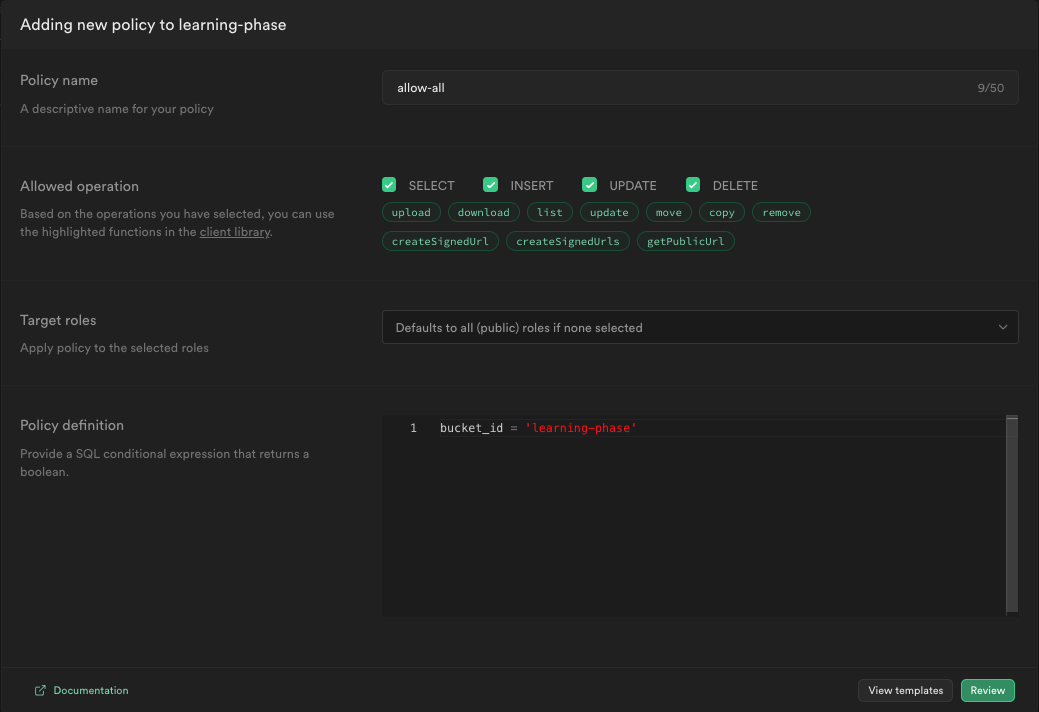 Adding new policy to learning-phase
Policy name
A descriptive name for your policy
allow-all
9/50
Allowed operation
Based on the operations you have selected, you can use
the highlighted functions in the client library.
SELECT INSERT UPDATE DELETE
upload download list update move copy remove
createSignedUrl createSignedUrls getPublicUrl
Target roles
Apply policy to the selected roles
Defaults to all (public) roles if none selected
Policy definition
Provide a SQL conditional expression that returns a
boolean.
1 bucket_id = 'learning-phase'
Documentation
View templates
Review